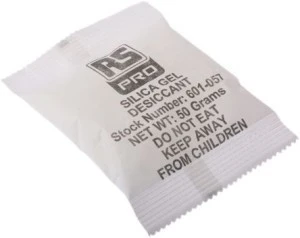 RS
PRO
SILICA GEL
DESICCANT
Stock Number: 601-057
NET WT: 50 Grams
DO NOT EAT
KEEP AWAY
FROM CHILDREN